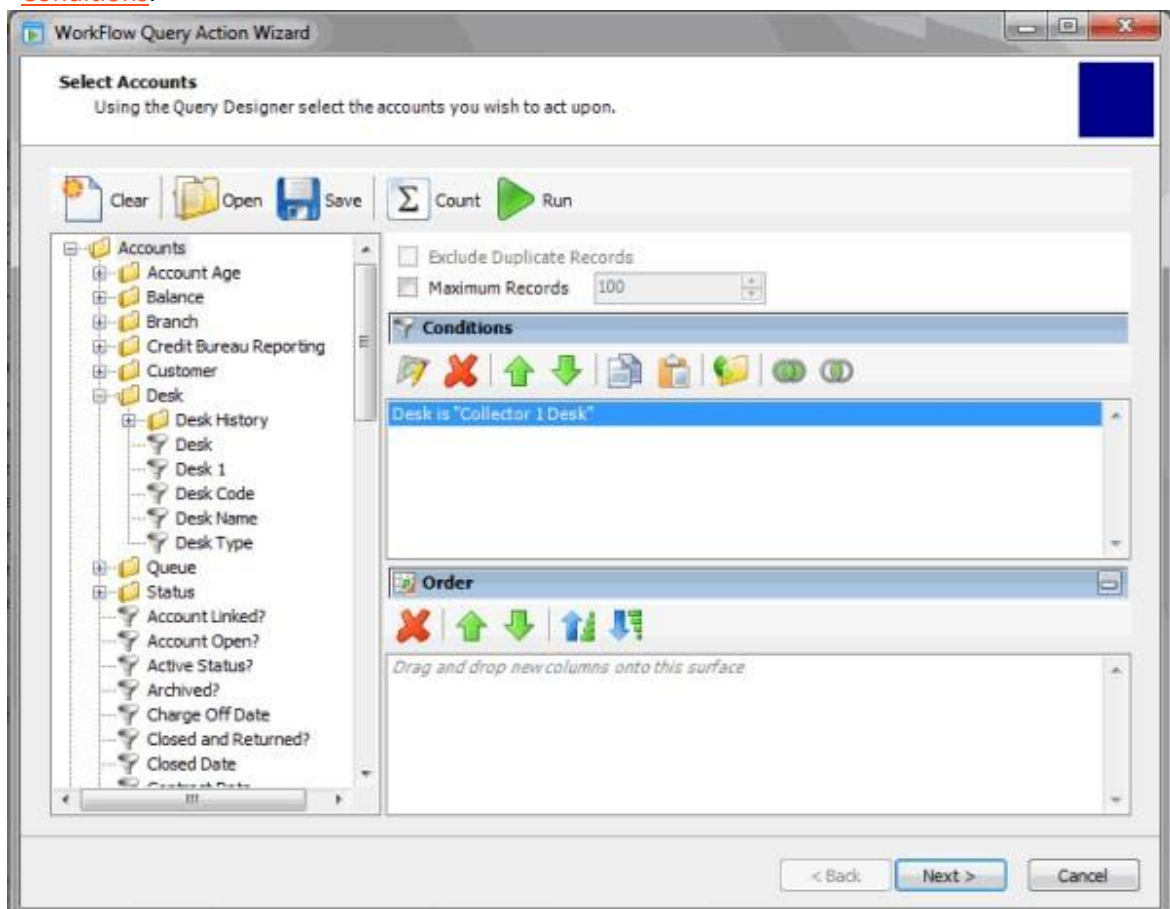 Conditions.
WorkFlow Query Action Wizard
Select Accounts
Using the Query Designer select the accounts you wish to act upon.
Clear Open Save Σ Count Run
Accounts
Account Age
Balance
Branch
Credit Bureau Reporting
Customer
Desk
Desk History
Desk
Desk 1
Desk Code
Desk Name
Desk Type
Queue
Status
Account Linked?
Account Open?
Active Status?
Archived?
Charge Off Date
Closed and Returned?
Closed Date
Contract Date
Exclude Duplicate Records
Maximum Records 100
Conditions
Desk is "Collector 1 Desk"
Order
Drag and drop new columns onto this surface
< Back Next > Cancel